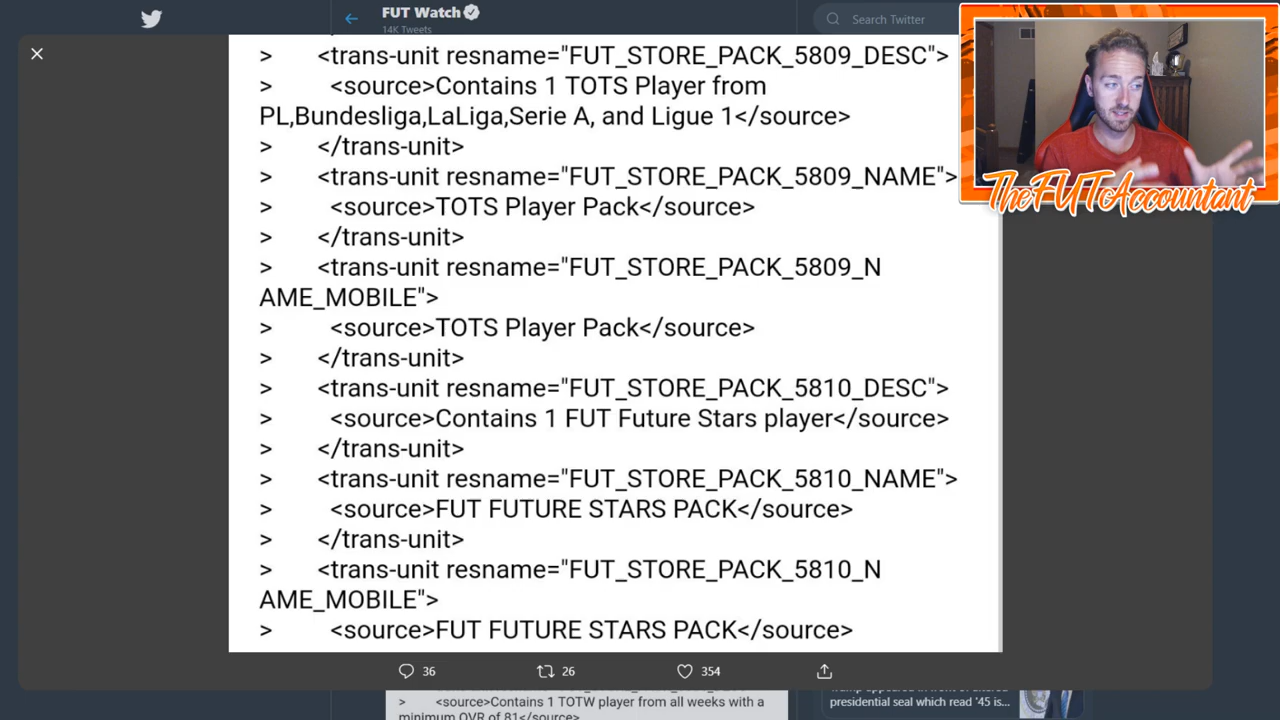 FUT Watch
14K Tweets
Search Twitter
> <trans-unit resname="FUT_STORE_PACK_5809_DESC">
> <source>Contains 1 TOTS Player from
PL,Bundesliga,LaLiga,Serie A, and Ligue 1</source>
> </trans-unit>
> <trans-unit resname="FUT_STORE_PACK_5809_NAME">
> <source>TOTS Player Pack</source>
> </trans-unit>
> <trans-unit resname="FUT_STORE_PACK_5809_N
AME_MOBILE">
> <source>TOTS Player Pack</source>
> </trans-unit>
> <trans-unit resname="FUT_STORE_PACK_5810_DESC">
> <source>Contains 1 FUT Future Stars player</source>
> </trans-unit>
> <trans-unit resname="FUT_STORE_PACK_5810_NAME">
> <source>FUT FUTURE STARS PACK</source>
> </trans-unit>
> <trans-unit resname="FUT_STORE_PACK_5810_N
AME_MOBILE">
> <source>FUT FUTURE STARS PACK</source>
TheFUTAccountant
36 26 354
> <source>Contains 1 TOTW player from all weeks with a
minimum OVR of 81</source>
presidential seal which read '45 is...